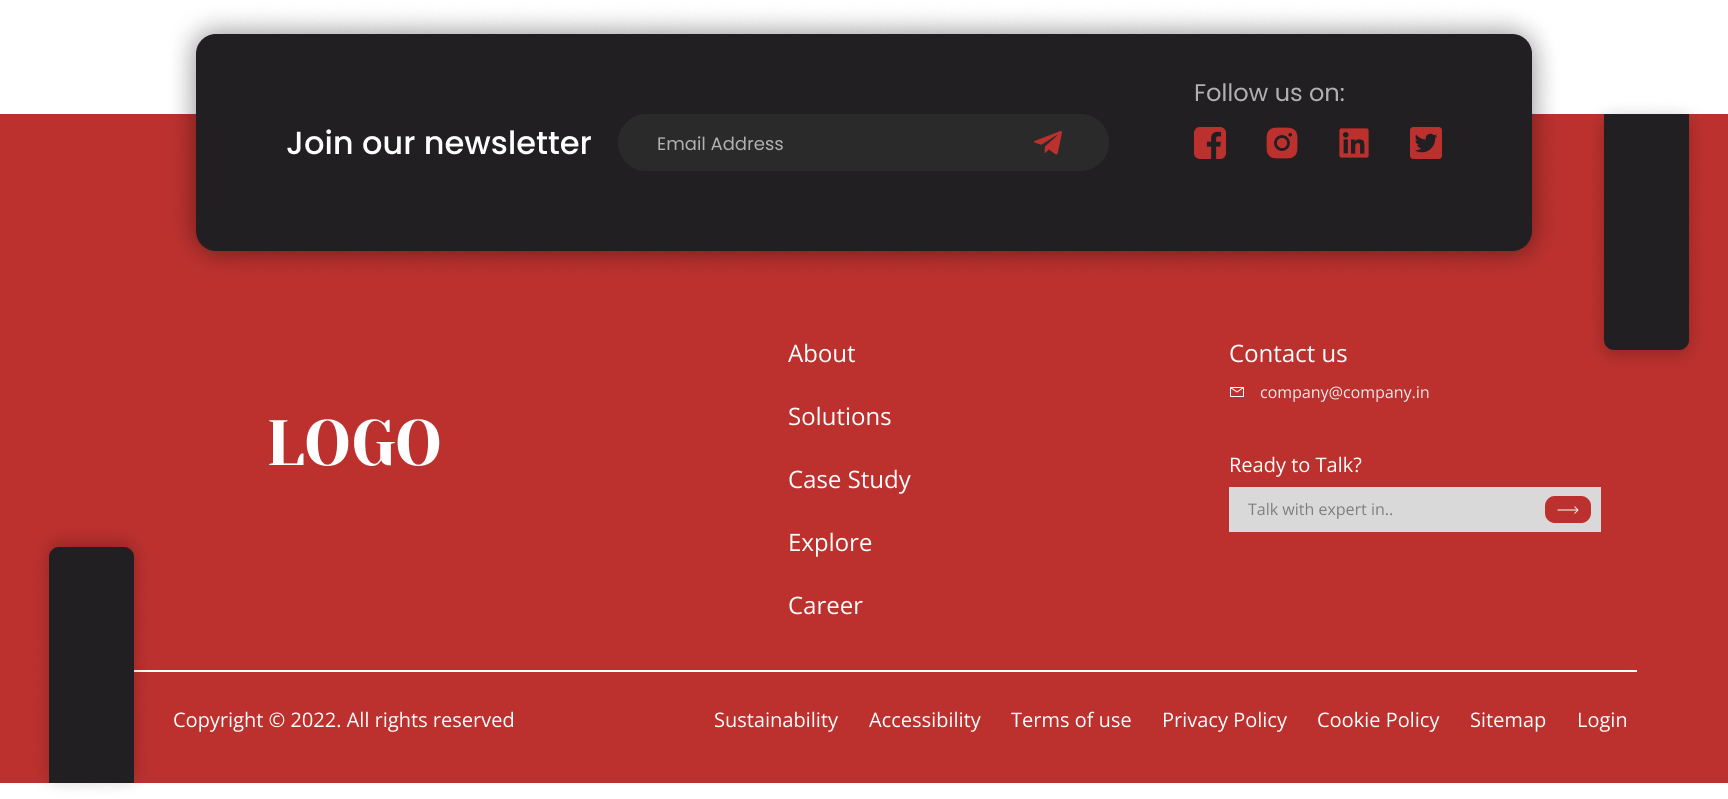 Follow us on:
Join our newsletter
Email Address
About
Solutions
Case Study
Explore
Career
LOGO
Contact us
company@company.in
Ready to Talk?
Talk with expert in..
Copyright © 2022. All rights reserved
Sustainability Accessibility Terms of use Privacy Policy Cookie Policy Sitemap Login